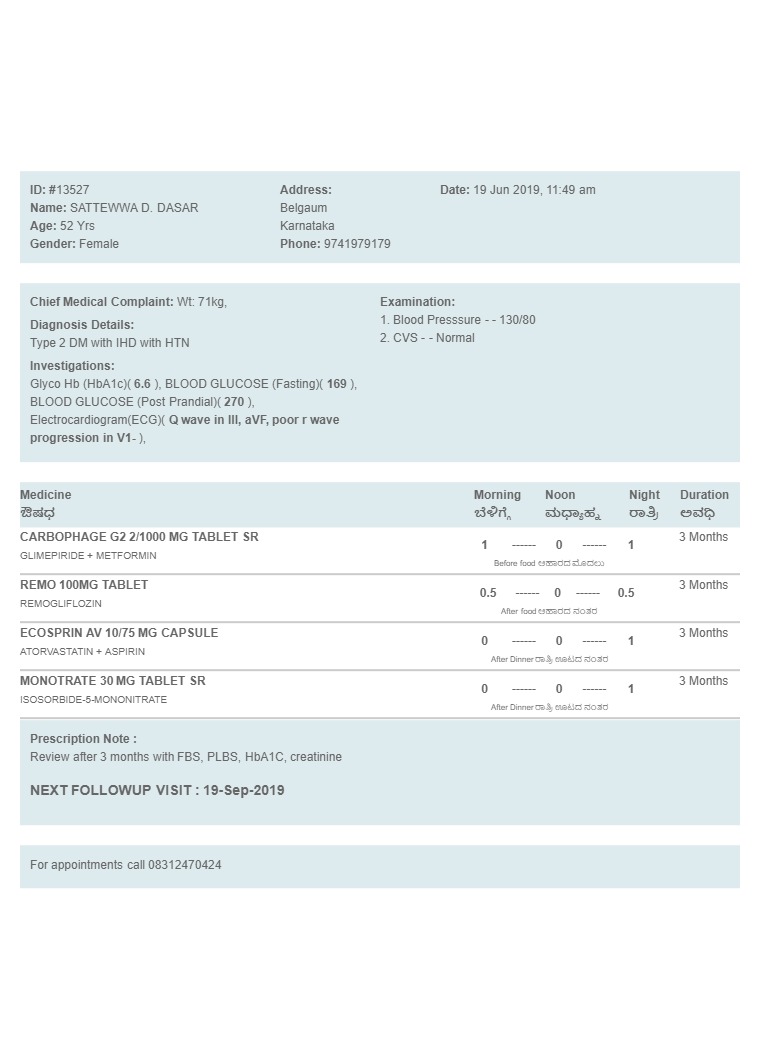 ID: #13527
Name: SATTEWWA D. DASAR
Age: 52 Yrs
Gender: Female
Address:
Belgaum
Karnataka
Phone: 9741979179
Date: 19 Jun 2019, 11:49 am
Chief Medical Complaint: Wt: 71kg,
Diagnosis Details:
Type 2 DM with IHD with HTN
Investigations:
Glyco Hb (HbA1c)( 6.6 ), BLOOD GLUCOSE (Fasting)( 169 ),
BLOOD GLUCOSE (Post Prandial)( 270 ),
Electrocardiogram(ECG)( Q wave in III, aVF, poor r wave
progression in V1- ),
Examination:
1. Blood Presssure - - 130/80
2. CVS - - Normal
Medicine Morning Noon Night Duration
ಔಷಧ ಬೆಳಿಗ್ಗೆ ಮಧ್ಯಾಹ್ನ ರಾತ್ರಿ ಅವಧಿ
CARBOPHAGE G2 2/1000 MG TABLET SR 1 ------ 0 ------ 1 3 Months
GLIMEPIRIDE + METFORMIN Before food ಆಹಾರದ ಮೊದಲು
REMO 100MG TABLET 0.5 ------ 0 ------ 0.5 3 Months
REMOGLIFLOZIN After food ಆಹಾರದ ನಂತರ
ECOSPRIN AV 10/75 MG CAPSULE 0 ------ 0 ------ 1 3 Months
ATORVASTATIN + ASPIRIN After Dinner ರಾತ್ರಿ ಊಟದ ನಂತರ
MONOTRATE 30 MG TABLET SR 0 ------ 0 ------ 1 3 Months
ISOSORBIDE-5-MONONITRATE After Dinner ರಾತ್ರಿ ಊಟದ ನಂತರ
Prescription Note :
Review after 3 months with FBS, PLBS, HbA1C, creatinine
NEXT FOLLOWUP VISIT : 19-Sep-2019
For appointments call 08312470424